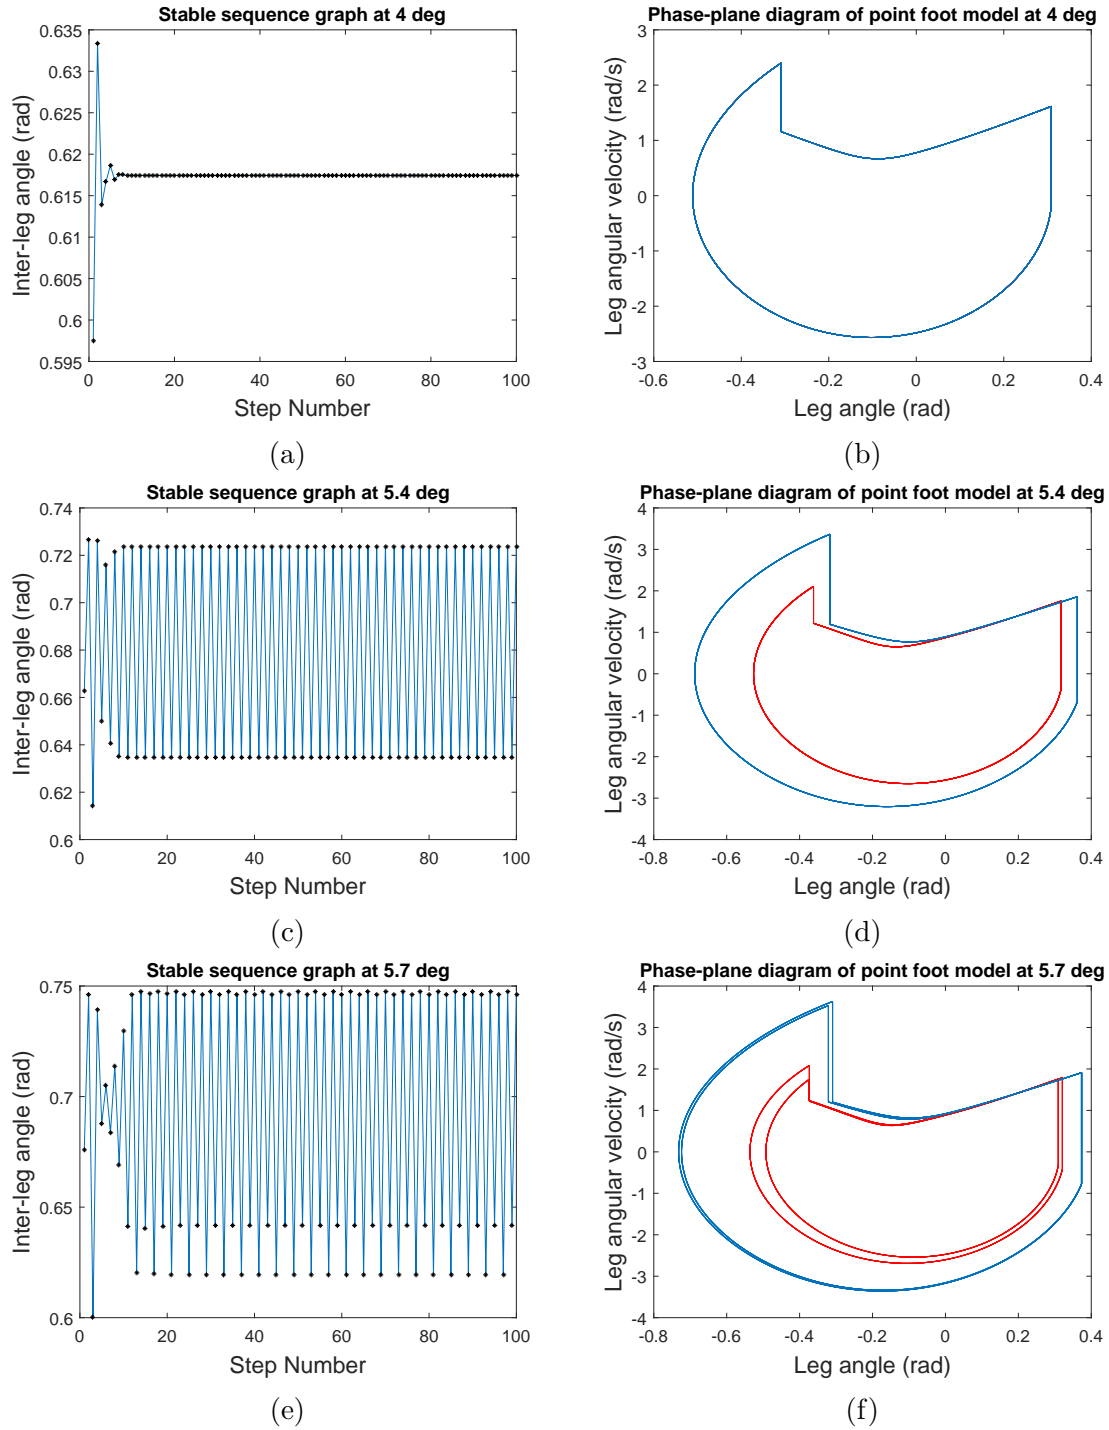 Stable sequence graph at 4 deg
0.635
0.63
0.625
0.62
0.615
0.61
0.605
0.6
0.595
Inter-leg angle (rad)
0 20 40 60 80 100
Step Number
(a)
Phase-plane diagram of point foot model at 4 deg
3
2
1
0
-1
-2
-3
Leg angular velocity (rad/s)
-0.6 -0.4 -0.2 0 0.2 0.4
Leg angle (rad)
(b)
Stable sequence graph at 5.4 deg
0.74
0.72
0.7
0.68
0.66
0.64
0.62
0.6
Inter-leg angle (rad)
0 20 40 60 80 100
Step Number
(c)
Phase-plane diagram of point foot model at 5.4 deg
4
3
2
1
0
-1
-2
-3
-4
Leg angular velocity (rad/s)
-0.8 -0.6 -0.4 -0.2 0 0.2 0.4
Leg angle (rad)
(d)
Stable sequence graph at 5.7 deg
0.75
0.7
0.65
0.6
Inter-leg angle (rad)
0 20 40 60 80 100
Step Number
(e)
Phase-plane diagram of point foot model at 5.7 deg
4
3
2
1
0
-1
-2
-3
-4
Leg angular velocity (rad/s)
-0.8 -0.6 -0.4 -0.2 0 0.2 0.4
Leg angle (rad)
(f)